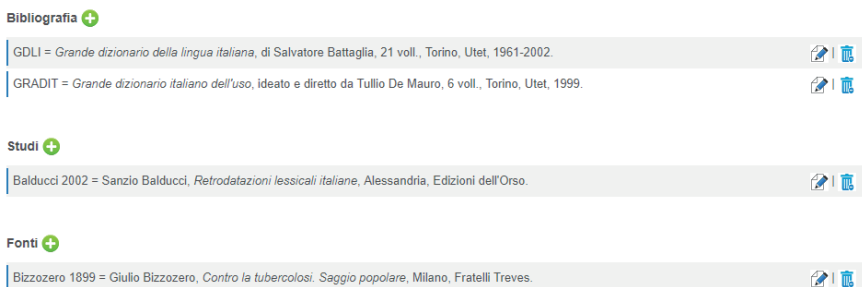 Bibliografia
GDLI = Grande dizionario della lingua italiana, di Salvatore Battaglia, 21 voll., Torino, Utet, 1961-2002.
GRADIT = Grande dizionario italiano dell'uso, ideato e diretto da Tullio De Mauro, 6 voll., Torino, Utet, 1999.
Studi
Balducci 2002 = Sanzio Balducci, Retrodatazioni lessicali italiane, Alessandria, Edizioni dell'Orso.
Fonti
Bizzozero 1899 = Giulio Bizzozero, Contro la tubercolosi. Saggio popolare, Milano, Fratelli Treves.